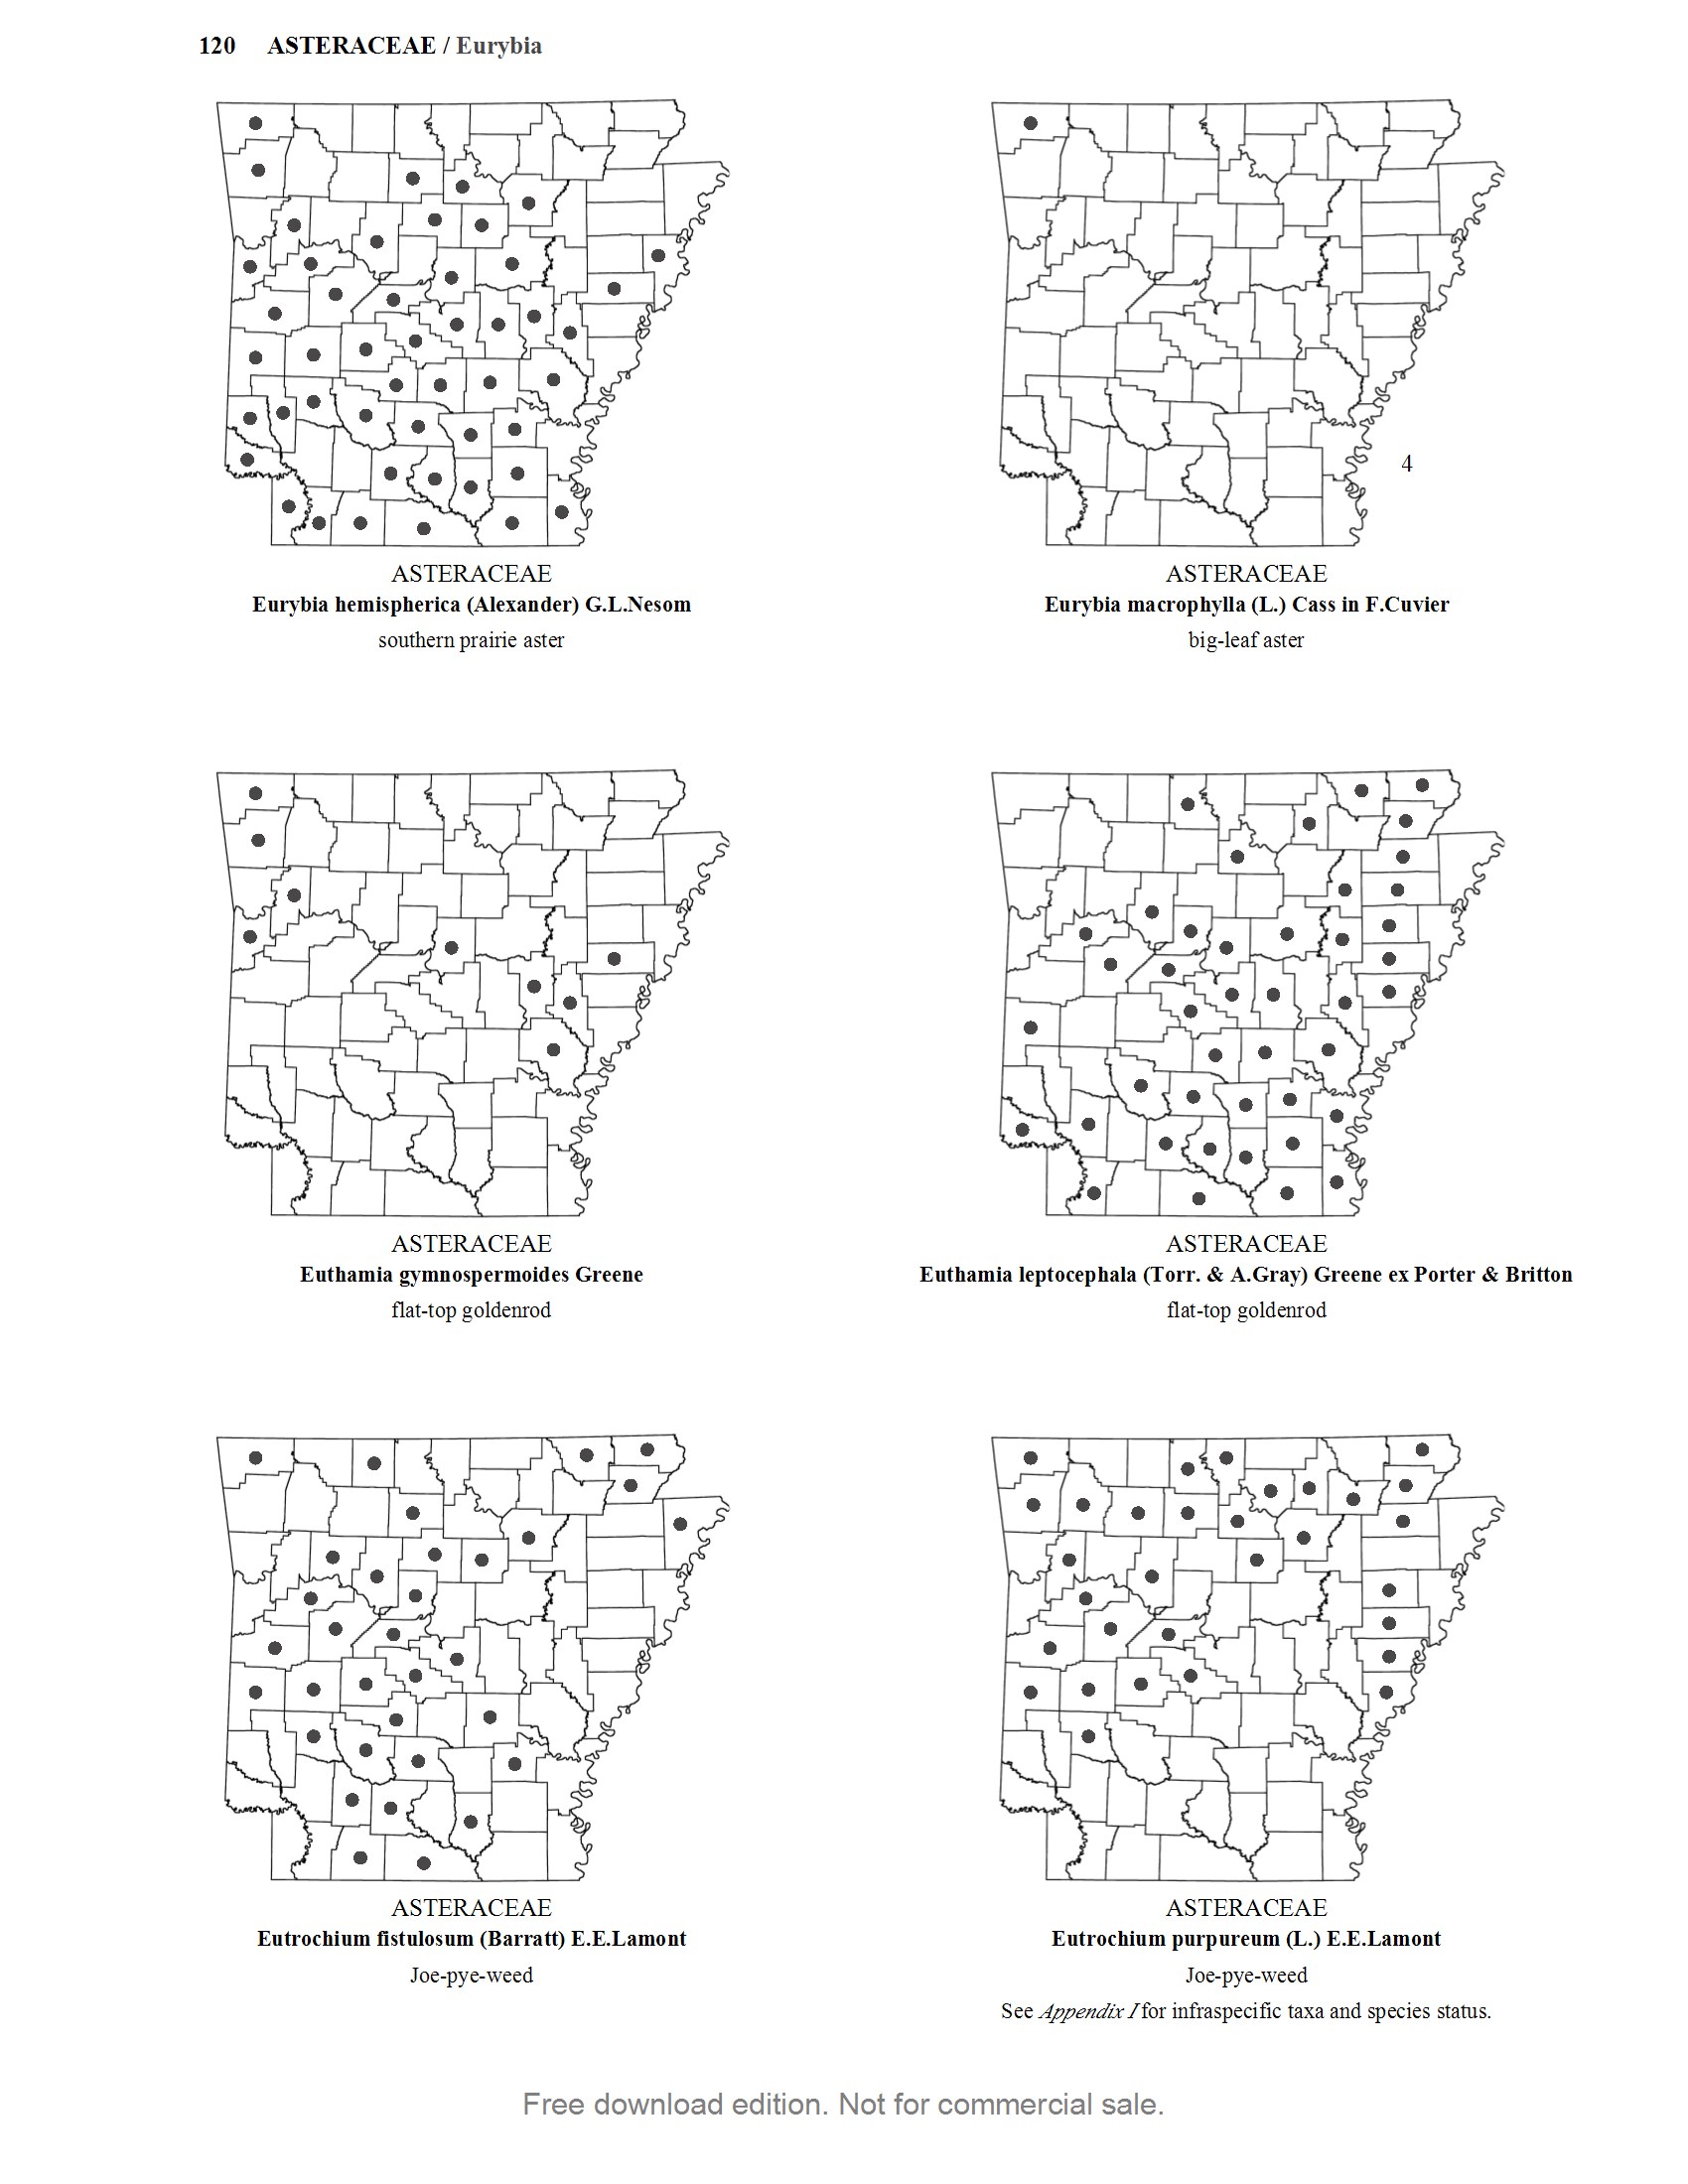 120 ASTERACEAE / Eurybia
4
ASTERACEAE
Eurybia hemispherica (Alexander) G.L.Nesom
southern prairie aster
ASTERACEAE
Eurybia macrophylla (L.) Cass in F.Cuvier
big-leaf aster
ASTERACEAE
Euthamia gymnospermoides Greene
flat-top goldenrod
ASTERACEAE
Euthamia leptocephala (Torr. & A.Gray) Greene ex Porter & Britton
flat-top goldenrod
ASTERACEAE
Eutrochium fistulosum (Barratt) E.E.Lamont
Joe-pye-weed
ASTERACEAE
Eutrochium purpureum (L.) E.E.Lamont
Joe-pye-weed
See Appendix I for infraspecific taxa and species status.
Free download edition. Not for commercial sale.